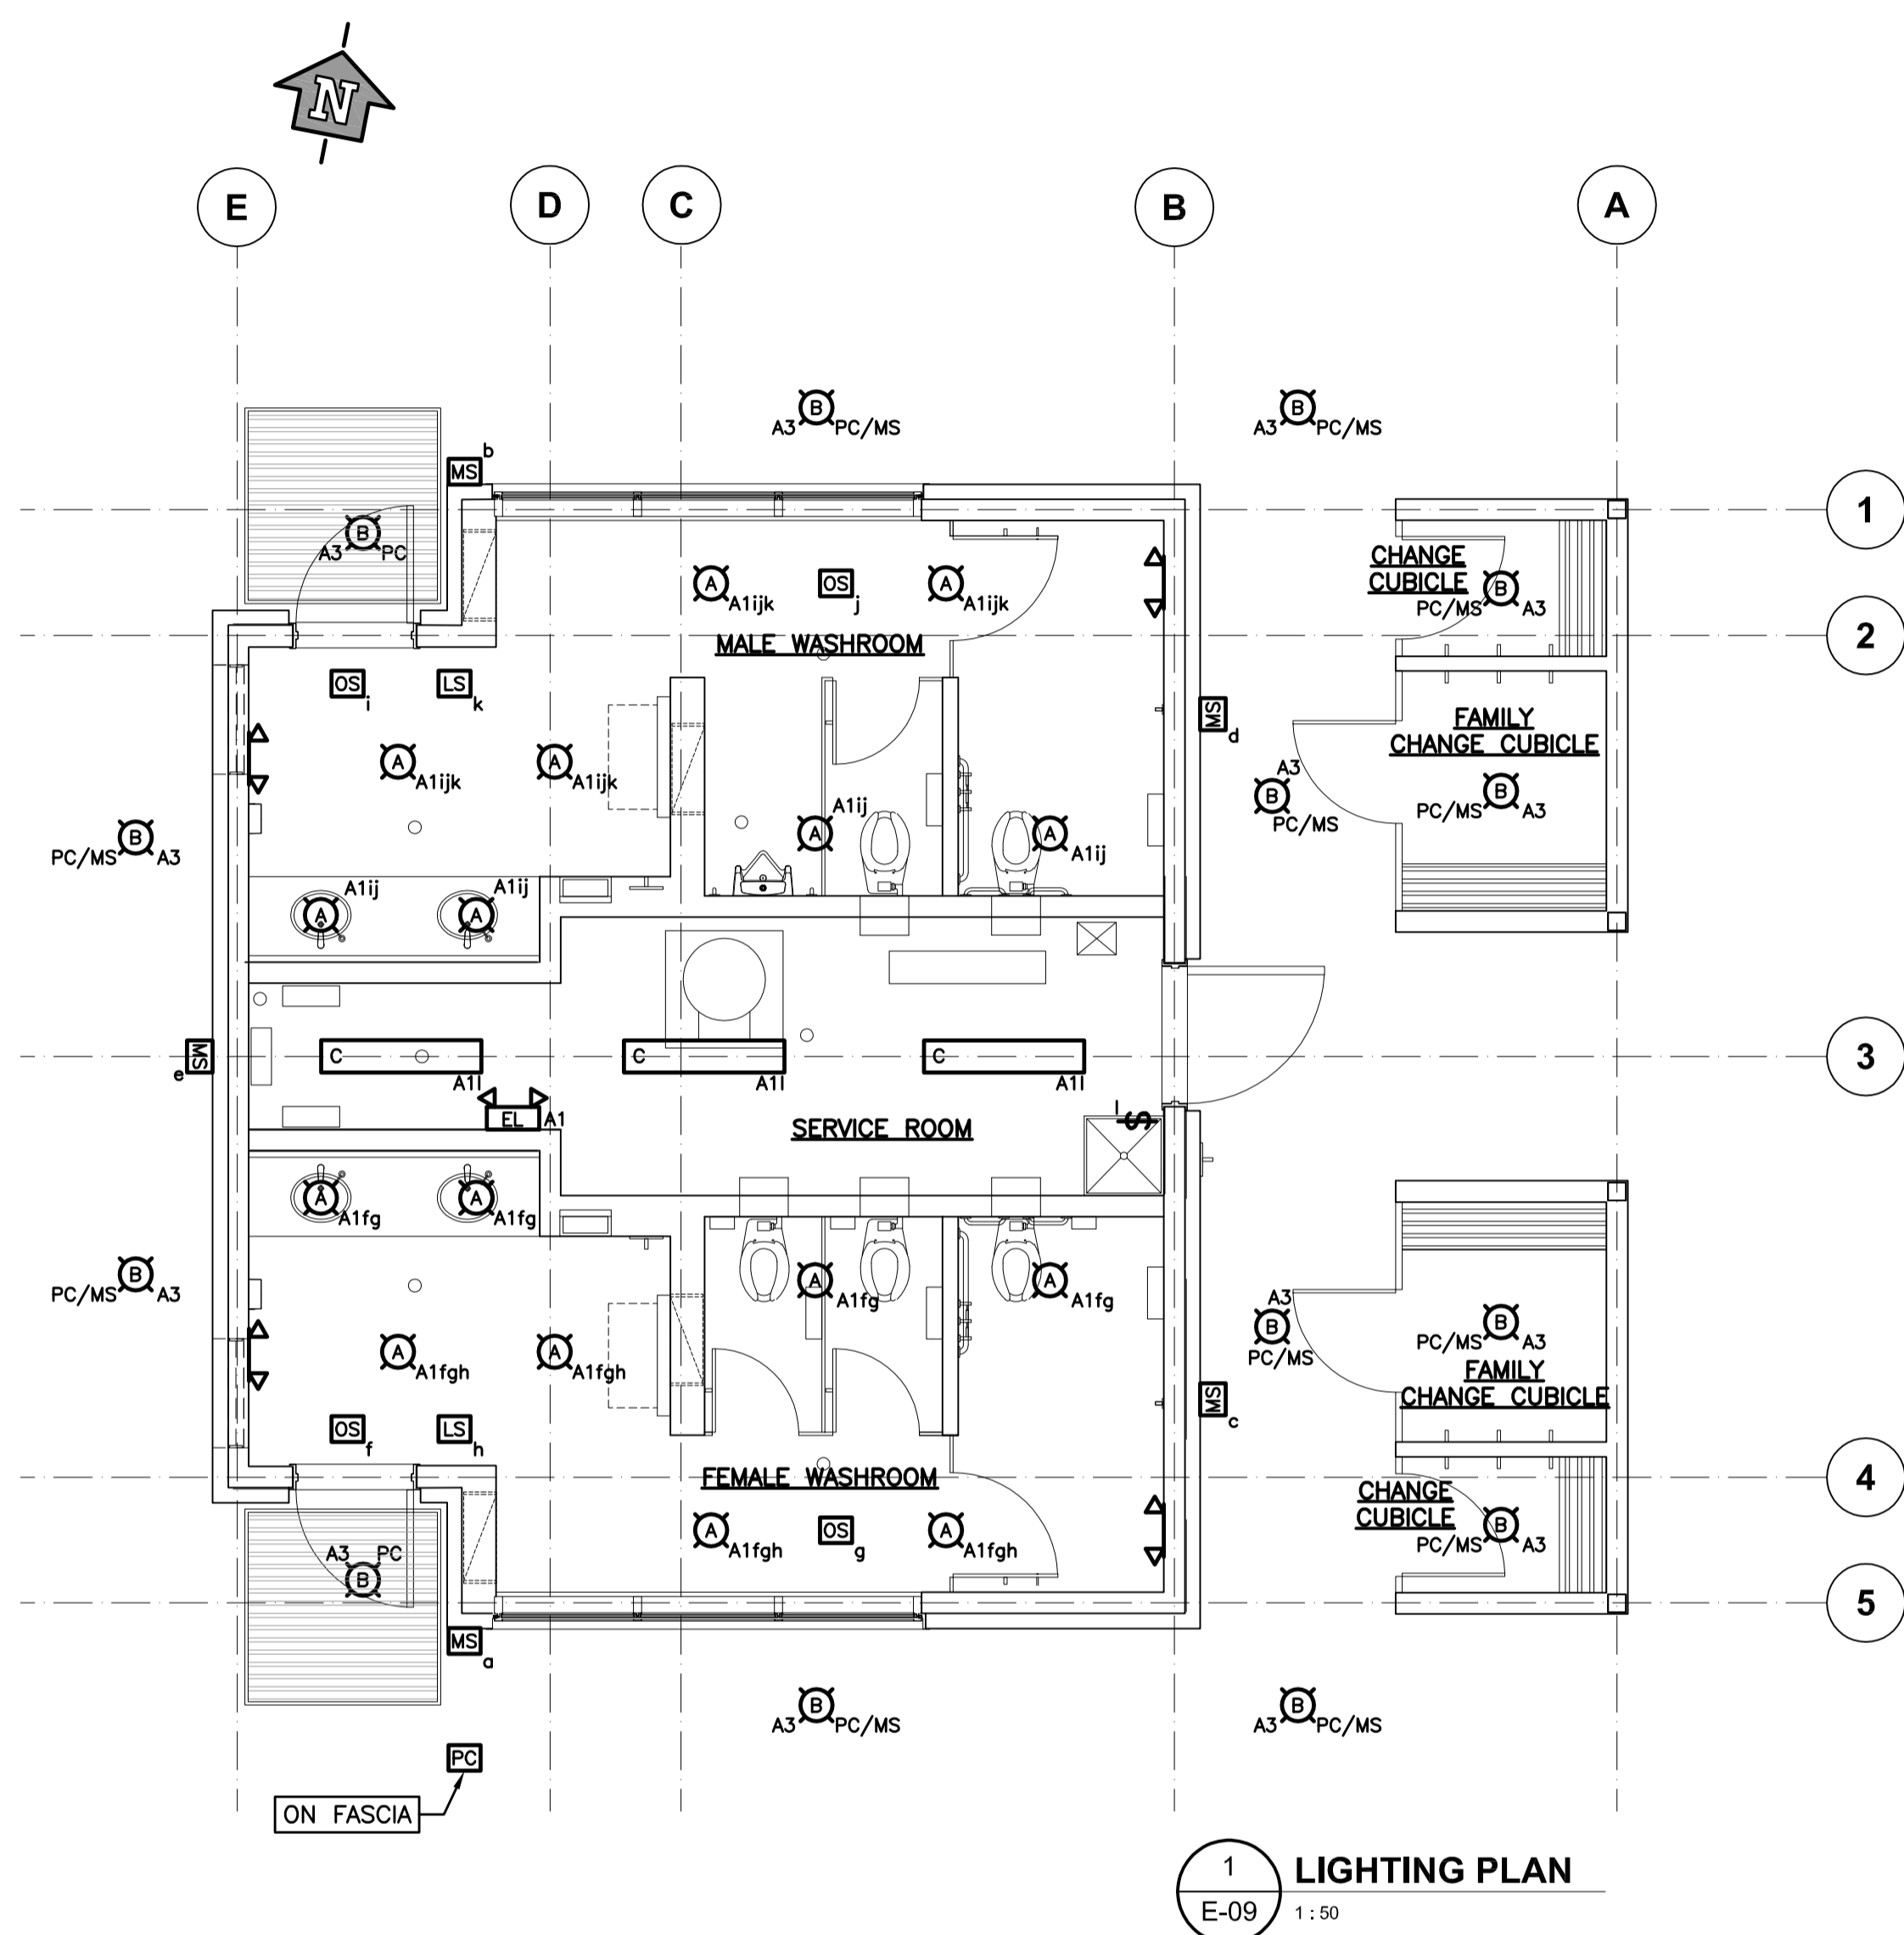 N
E
D
C
B
A
B
A3 PC/MS
B
A3 PC/MS
b
MS
1
B
A3 PC
CHANGE
CUBICLE
A
A1ijk
OS
j
A
A1ijk
B
PC/MS A3
2
MALE WASHROOM
OS
i
LS
k
MS
d
FAMILY
CHANGE CUBICLE
A
A1ijk
A
A1ijk
A3
B
PC/MS
B
PC/MS A3
A1ij
A
A
A1ij
B
PC/MS A3
A1ij
A
A1ij
A
MS
e
C
A1l
C
A1l
C
A1l
3
EL A1
SERVICE ROOM
l
S
A
A1fg
A
A1fg
B
PC/MS A3
A
A1fg
A
A1fg
A3
B
PC/MS
B
PC/MS A3
A
A1fgh
A
A1fgh
FAMILY
CHANGE CUBICLE
MS
c
OS
f
LS
h
FEMALE WASHROOM
4
CHANGE
CUBICLE
A
A1fgh
OS
g
A
A1fgh
B
PC/MS A3
A3 PC
B
5
MS
a
B
A3 PC/MS
B
A3 PC/MS
PC
ON FASCIA
1
E-09
LIGHTING PLAN
1 : 50